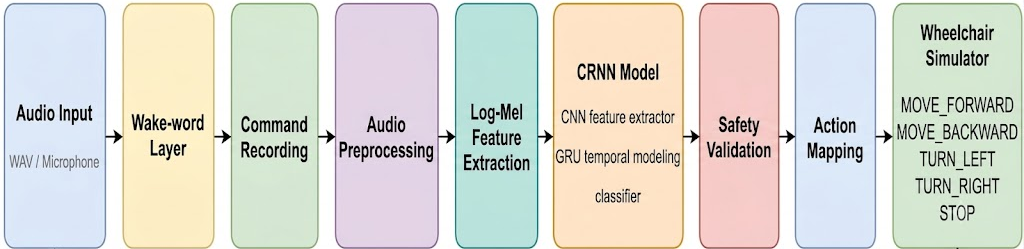 Audio Input
WAV / Microphone
Wake-word
Layer
Command
Recording
Audio
Preprocessing
Log-Mel
Feature
Extraction
CRNN Model
CNN feature extractor
GRU temporal modeling
classifier
Safety
Validation
Action
Mapping
Wheelchair
Simulator
MOVE_FORWARD
MOVE_BACKWARD
TURN_LEFT
TURN_RIGHT
STOP